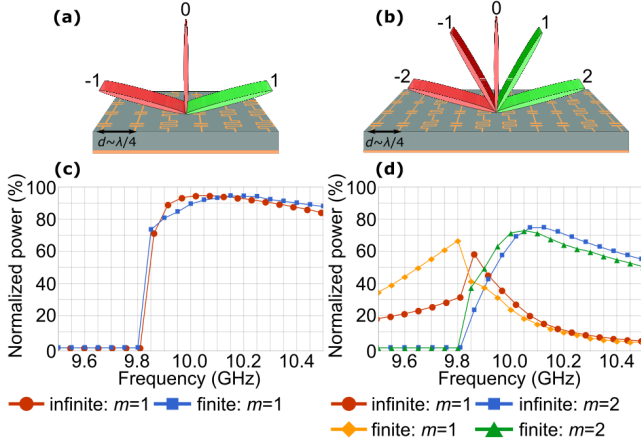 (a)
0
-1
1
d~λ/4
(b)
0
-1
1
-2
2
d~λ/4
(c)
Normalized power (%)
100
80
60
40
20
0
9.6
9.8
10.0
10.2
10.4
Frequency (GHz)
infinite: m=1
finite: m=1
(d)
Normalized power (%)
100
80
60
40
20
0
9.6
9.8
10.0
10.2
10.4
Frequency (GHz)
infinite: m=1
infinite: m=2
finite: m=1
finite: m=2